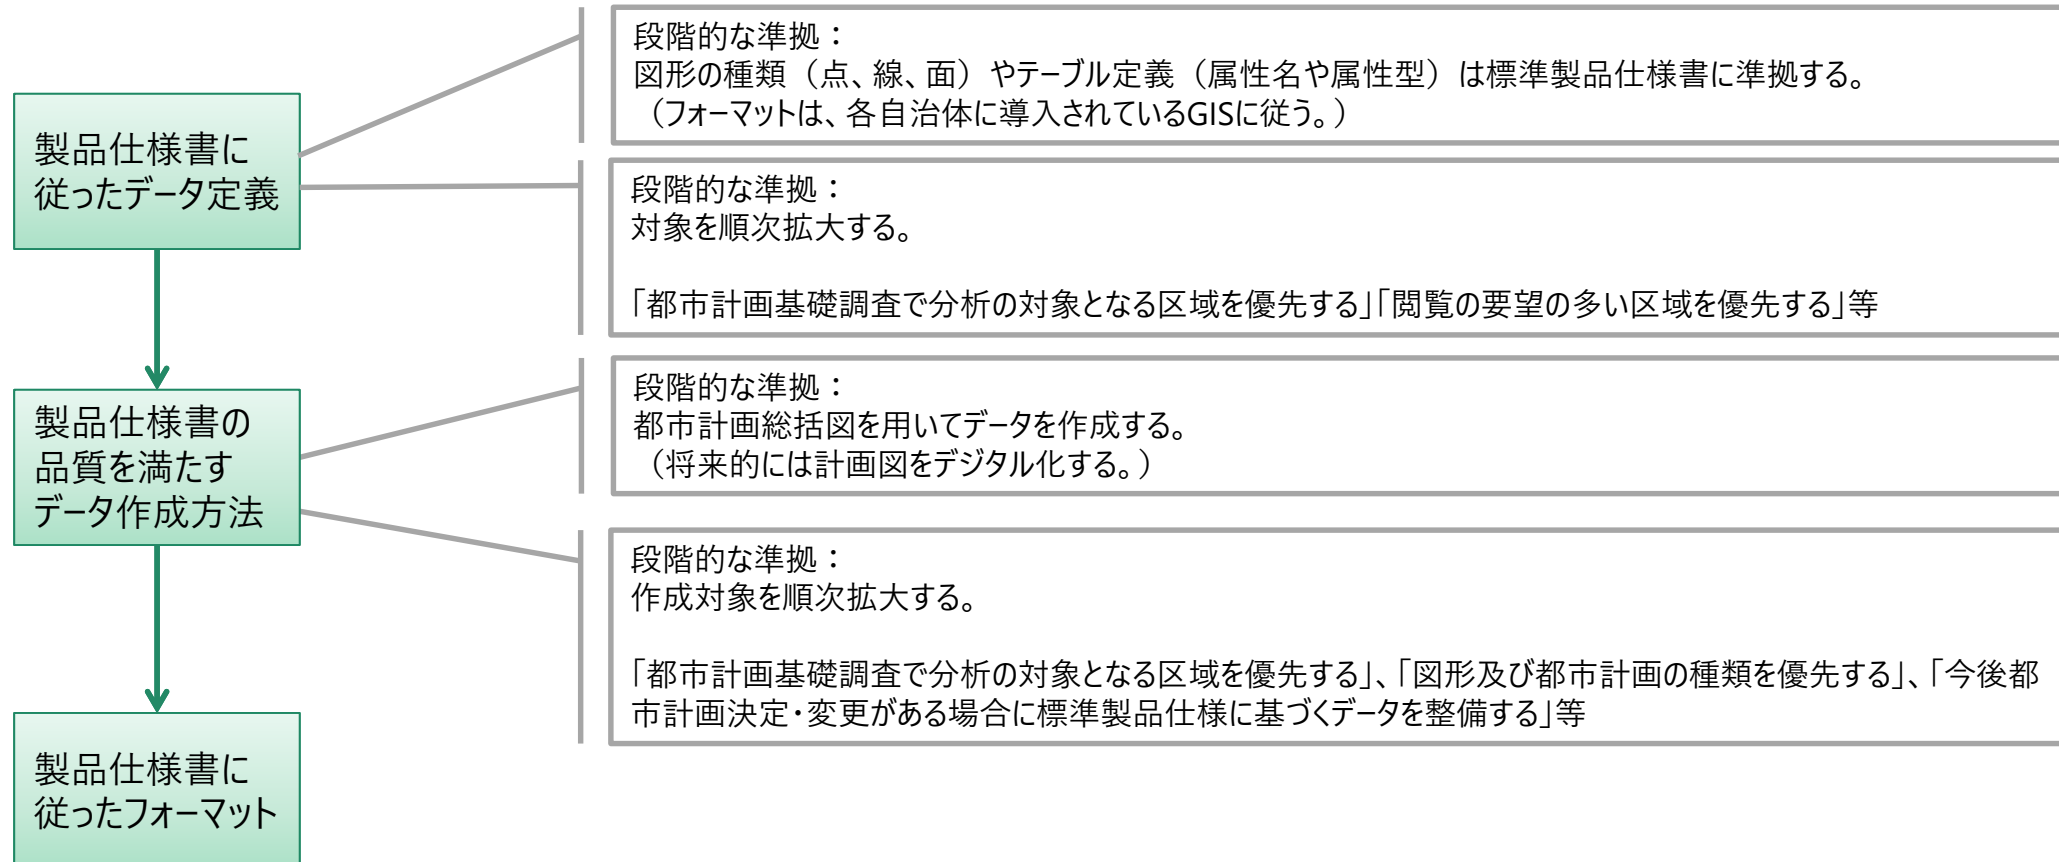 製品仕様書に
従ったデータ定義
段階的な準拠：
図形の種類（点、線、面）やテーブル定義（属性名や属性型）は標準製品仕様書に準拠する。
（フォーマットは、各自治体に導入されているGISに従う。）
段階的な準拠：
対象を順次拡大する。
「都市計画基礎調査で分析の対象となる区域を優先する」「閲覧の要望の多い区域を優先する」等
製品仕様書の
品質を満たす
データ作成方法
段階的な準拠：
都市計画総括図を用いてデータを作成する。
（将来的には計画図をデジタル化する。）
段階的な準拠：
作成対象を順次拡大する。
「都市計画基礎調査で分析の対象となる区域を優先する」、「図形及び都市計画の種類を優先する」、「今後都
市計画決定・変更がある場合に標準製品仕様に基づくデータを整備する」等
製品仕様書に
従ったフォーマット